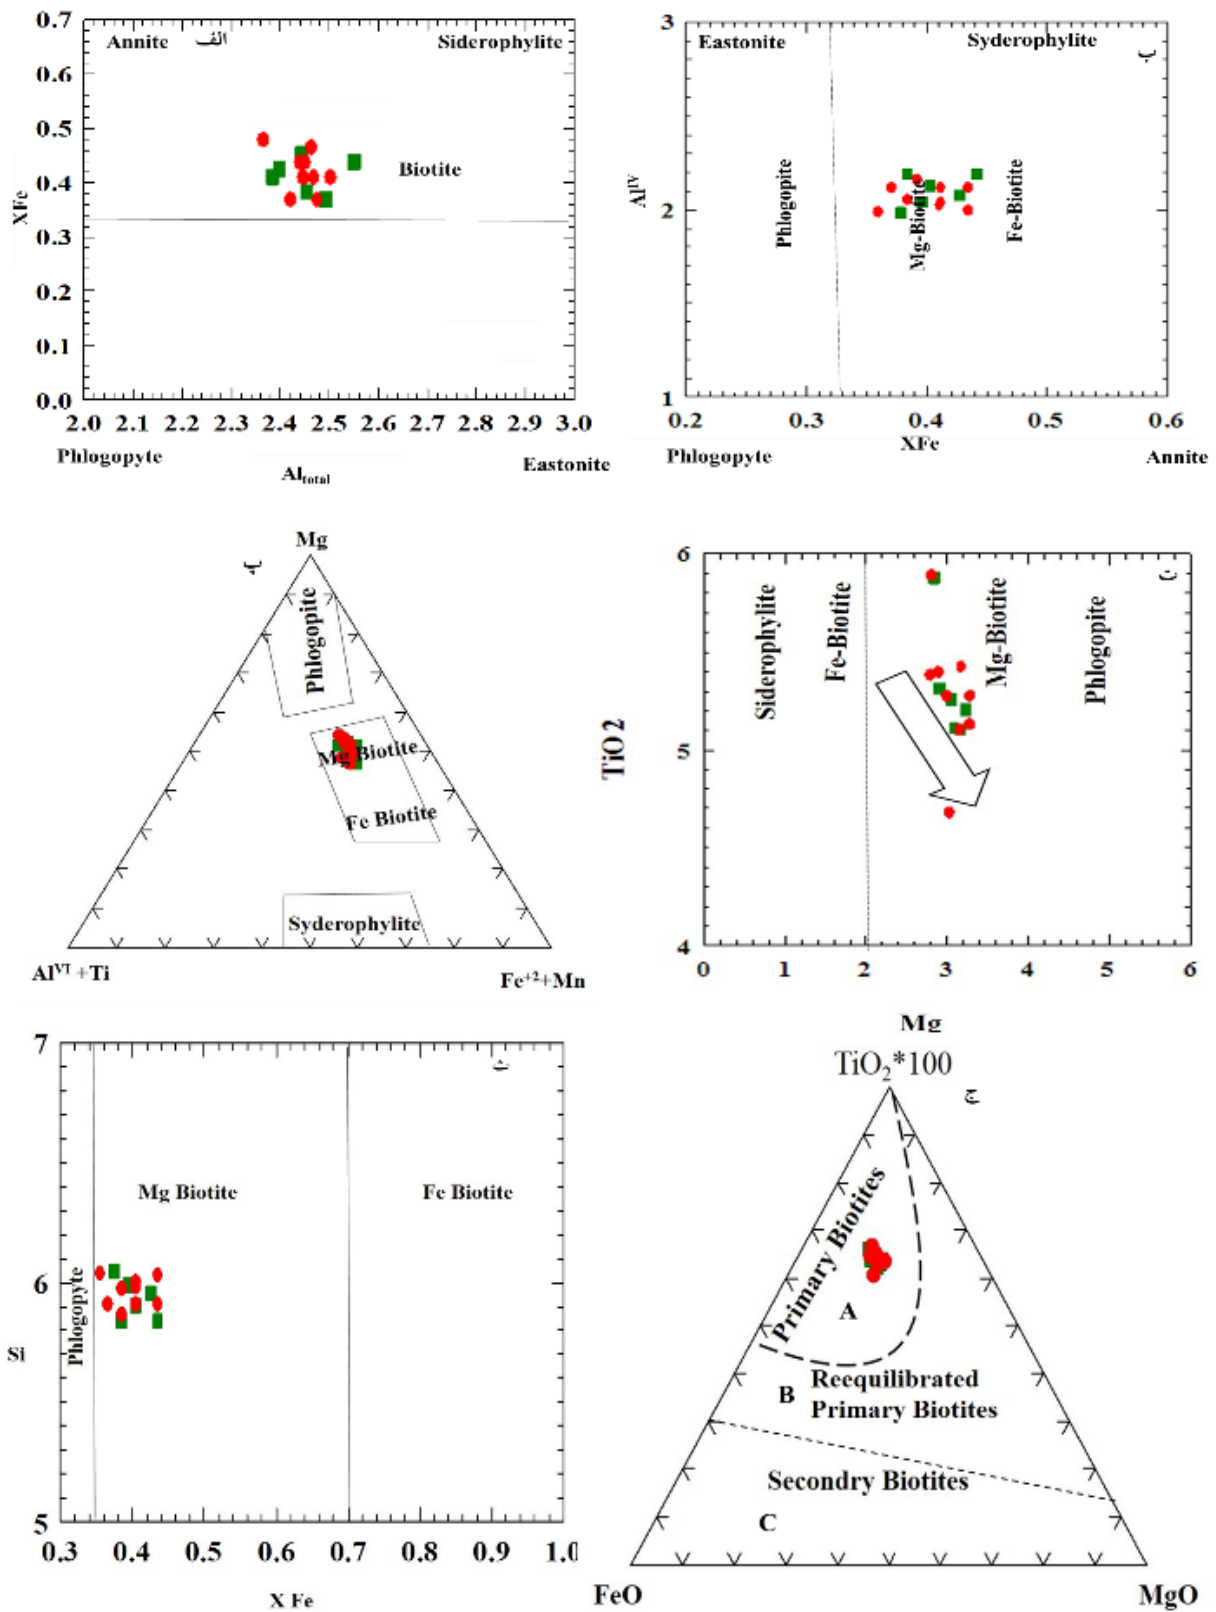 0.7
Annite
الف
Siderophylite
0.6
0.5
Biotite
0.4
XFe
0.3
0.2
0.1
0.0
2.0 2.1 2.2 2.3 2.4 2.5 2.6 2.7 2.8 2.9 3.0
Phlogopyte
Al total
Eastonite
3
Eastonite
Syderophylite
ب
Al^IV
2
Phlogopite
Mg-Biotite
Fe-Biotite
1
0.2 0.3 0.4 0.5 0.6
XFe
Phlogopyte
Annite
Mg
Phlogopite
Mg Biotite
Fe Biotite
Syderophylite
Al^VI +Ti
Fe^+2+Mn
6
Siderophylite
Fe-Biotite
Mg-Biotite
Phlogopite
TiO2
5
4
0 1 2 3 4 5 6
Mg
7
Mg Biotite
Fe Biotite
6
Phlogopyte
Si
5
0.3 0.4 0.5 0.6 0.7 0.8 0.9 1.0
X Fe
TiO₂*100
ج
Primary Biotites
A
B
Reequilibrated
Primary Biotites
Secondry Biotites
C
FeO
MgO